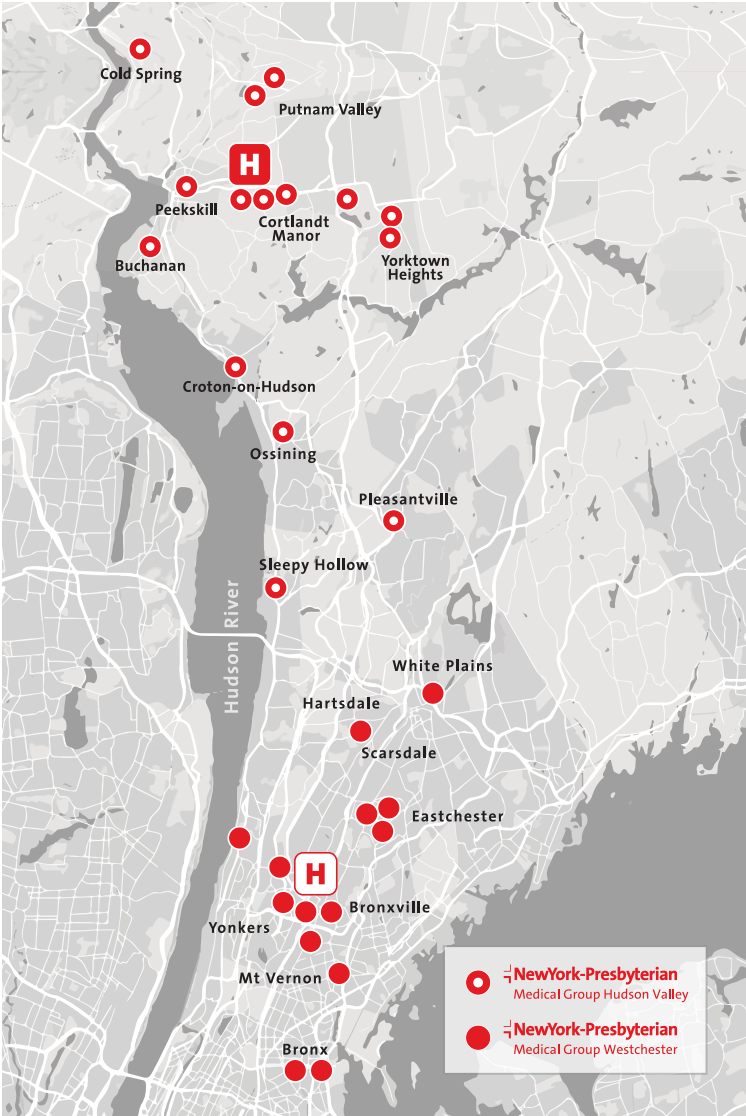 Cold Spring
Putnam Valley
H
Peekskill
Cortlandt
Manor
Buchanan
Yorktown
Heights
Croton-on-Hudson
Ossining
Pleasantville
Sleepy Hollow
Hudson River
White Plains
Hartsdale
Scarsdale
Eastchester
H
Bronxville
Yonkers
Mt Vernon
Bronx
NewYork-Presbyterian
Medical Group Hudson Valley
NewYork-Presbyterian
Medical Group Westchester